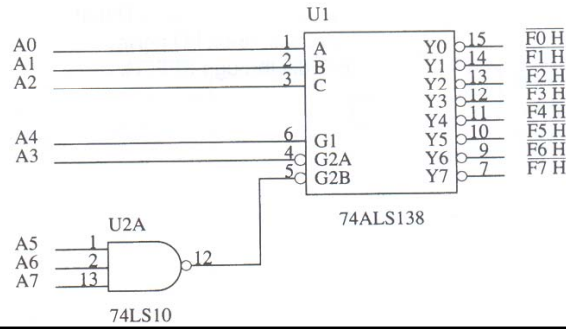 U1
A0 1 A Y0 15 F0 H
A1 2 B Y1 14 F1 H
A2 3 C Y2 13 F2 H
Y3 12 F3 H
Y4 11 F4 H
A4 6 G1 Y5 10 F5 H
A3 4 G2A Y6 9 F6 H
5 G2B Y7 7 F7 H
74ALS138
U2A
A5 1
A6 2 12
A7 13
74LS10